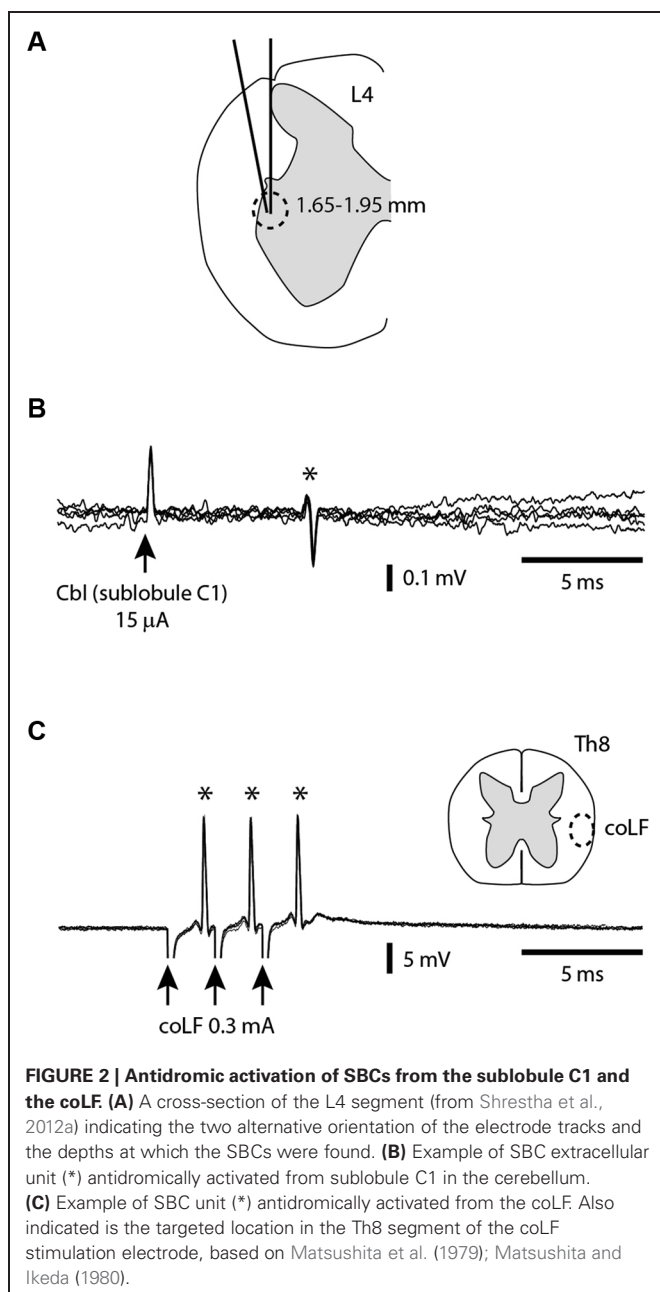 A
L4
1.65-1.95 mm
B
*
Cbl (sublobule C1)
15 µA
0.1 mV
5 ms
C
Th8
* * *
coLF
5 mV
5 ms
coLF 0.3 mA
FIGURE 2 | Antidromic activation of SBCs from the sublobule C1 and
the coLF. (A) A cross-section of the L4 segment (from Shrestha et al.,
2012a) indicating the two alternative orientation of the electrode tracks and
the depths at which the SBCs were found. (B) Example of SBC extracellular
unit (*) antidromically activated from sublobule C1 in the cerebellum.
(C) Example of SBC unit (*) antidromically activated from the coLF. Also
indicated is the targeted location in the Th8 segment of the coLF
stimulation electrode, based on Matsushita et al. (1979); Matsushita and
Ikeda (1980).